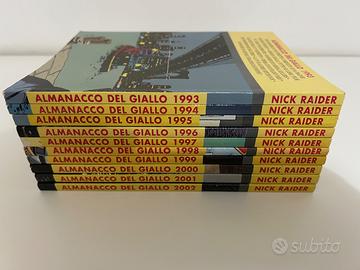 ALMANACCO DEL GIALLO 1993 NICK RAIDER
ALMANACCO DEL GIALLO 1994 NICK RAIDER
ALMANACCO DEL GIALLO 1995 NICK RAIDER
ALMANACCO DEL GIALLO 1996 NICK RAIDER
ALMANACCO DEL GIALLO 1997 NICK RAIDER
ALMANACCO DEL GIALLO 1998 NICK RAIDER
ALMANACCO DEL GIALLO 1999 NICK RAIDER
ALMANACCO DEL GIALLO 2000 NICK RAIDER
ALMANACCO DEL GIALLO 2001 NICK RAIDER
ALMANACCO DEL GIALLO 2002 NICK RAIDER
subito